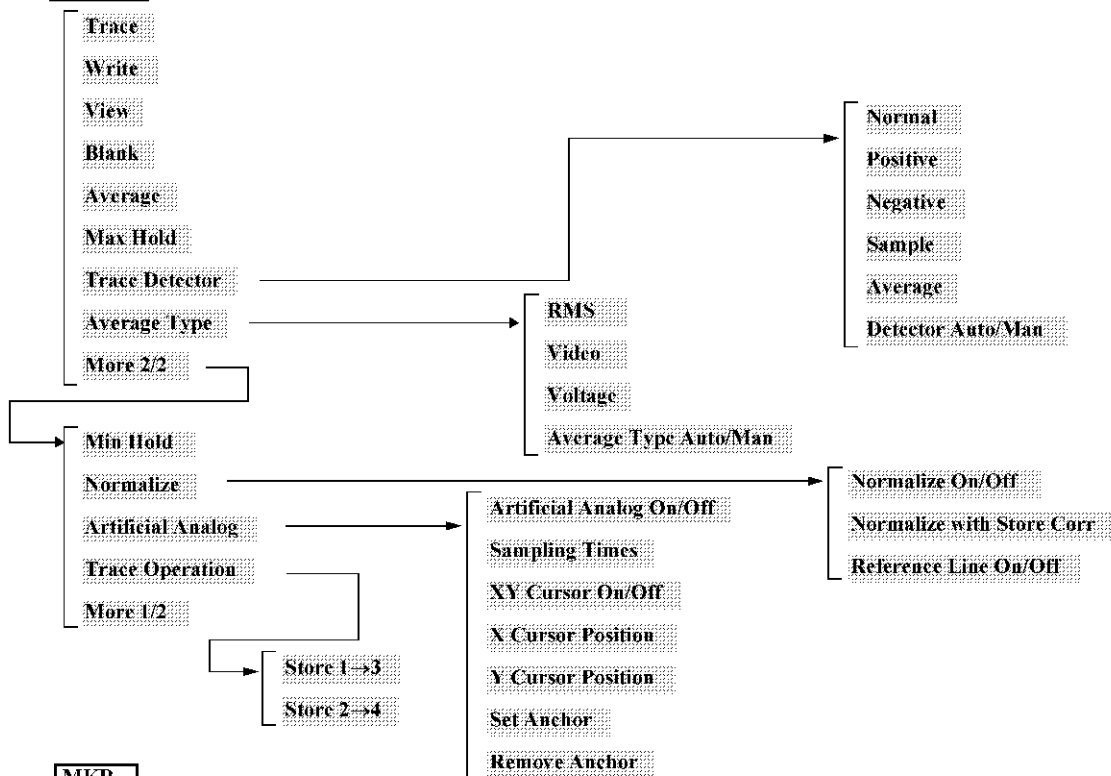 Trace
Write
View
Blank
Average
Max Hold
Trace Detector
Average Type
More 2/2
Normal
Positive
Negative
Sample
Average
Detector Auto/Man
RMS
Video
Voltage
Average Type Auto/Man
Min Hold
Normalize
Artificial Analog
Trace Operation
More 1/2
Normalize On/Off
Normalize with Store Corr
Reference Line On/Off
Artificial Analog On/Off
Sampling Times
XY Cursor On/Off
X Cursor Position
Y Cursor Position
Set Anchor
Remove Anchor
Store 1→3
Store 2→4
MKR